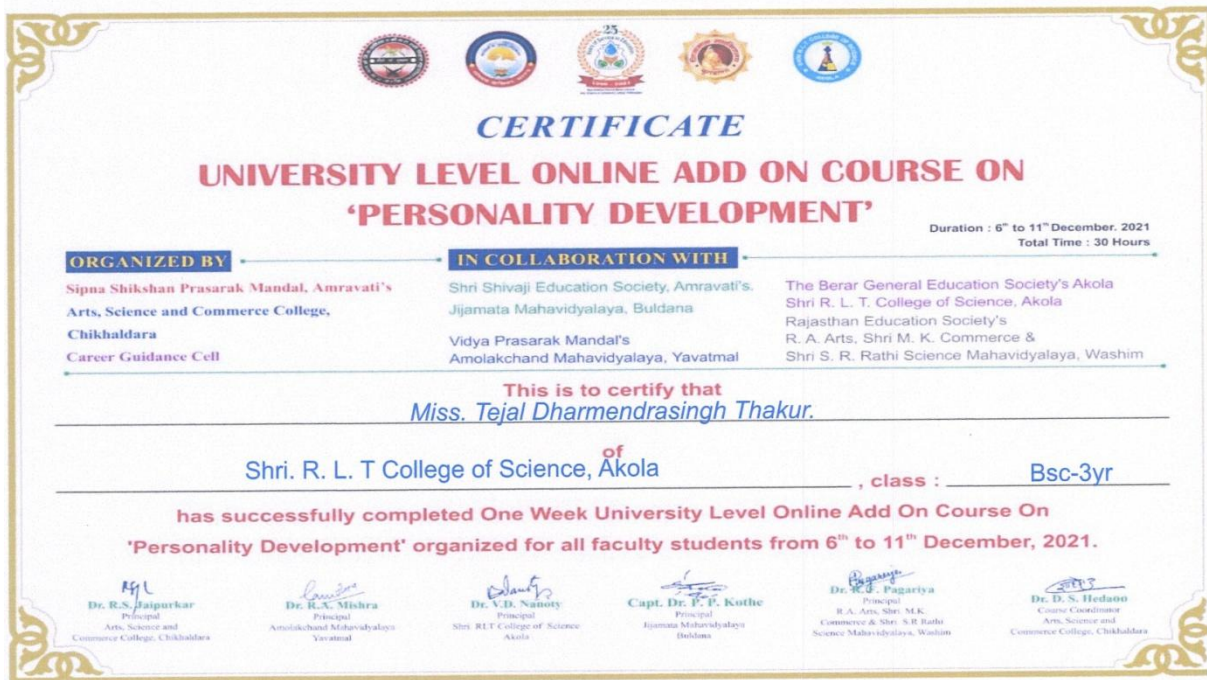 25
CERTIFICATE
UNIVERSITY LEVEL ONLINE ADD ON COURSE ON
'PERSONALITY DEVELOPMENT'
Duration : 6th to 11th December. 2021
Total Time : 30 Hours
ORGANIZED BY
Sipna Shikshan Prasarak Mandal, Amravati's
Arts, Science and Commerce College,
Chikhaldara
Career Guidance Cell
IN COLLABORATION WITH
Shri Shivaji Education Society, Amravati's.
Jijamata Mahavidyalaya, Buldana
Vidya Prasarak Mandal's
Amolakchand Mahavidyalaya, Yavatmal
The Berar General Education Society's Akola
Shri R. L. T. College of Science, Akola
Rajasthan Education Society's
R. A. Arts, Shri M. K. Commerce &
Shri S. R. Rathi Science Mahavidyalaya, Washim
This is to certify that
Miss. Tejal Dharmendrasingh Thakur.
of
Shri. R. L. T College of Science, Akola
, class : Bsc-3yr
has successfully completed One Week University Level Online Add On Course On
'Personality Development' organized for all faculty students from 6th to 11th December, 2021.
Dr. R.S. Jaipurkar
Principal
Arts, Science and
Commerce College, Chikhaldara
Dr. R.A. Mishra
Principal
Amolakchand Mahavidyalaya
Yavatmal
Dr. V.D. Nanoty
Principal
Shri. RLT College of Science
Akola
Capt. Dr. P. P. Kothe
Principal
Jijamata Mahavidyalaya
Buldana
Dr. R.J. Pagariya
Principal
R.A. Arts, Shri. M.K.
Commerce & Shri. S.R Rathi
Science Mahavidyalaya, Washim
Dr. D. S. Hedaoo
Course Coordinator
Arts, Science and
Commerce College, Chikhaldara